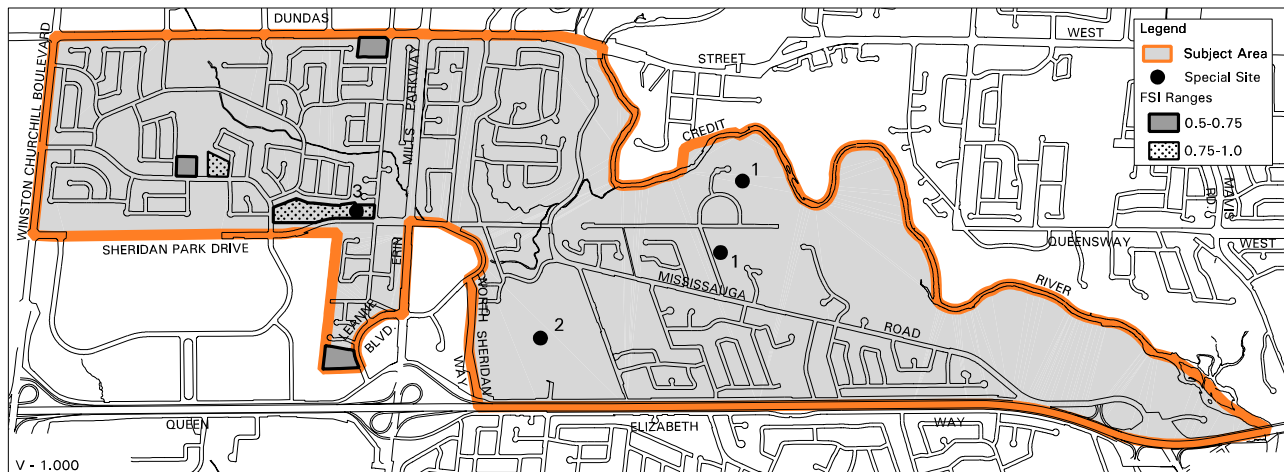 DUNDAS
STREET
WEST
WINSTON CHURCHILL BOULEVARD
MILLS PARKWAY
ERIN
CREDIT
RIVER
1
1
2
3
SHERIDAN PARK DRIVE
LEANNE
BLVD.
NORTH SHERIDAN
WAY
MISSISSAUGA
ROAD
QUEENSWAY
WEST
MAVIS
RD
QUEEN
ELIZABETH
WAY
Legend
Subject Area
Special Site
FSI Ranges
0.5-0.75
0.75-1.0
V - 1.000